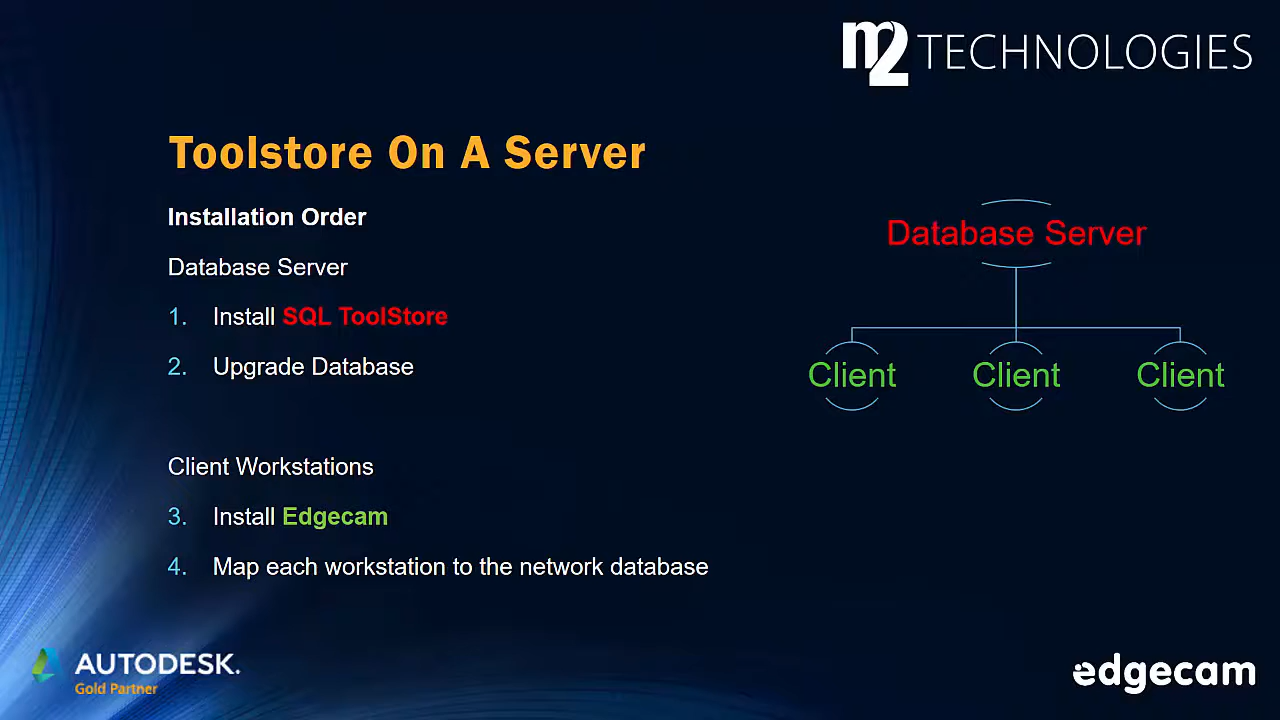 m2 TECHNOLOGIES
Toolstore On A Server
Installation Order
Database Server
1. Install SQL ToolStore
2. Upgrade Database
Client Workstations
3. Install Edgecam
4. Map each workstation to the network database
Database Server
Client Client Client
AUTODESK.
Gold Partner
edgecam